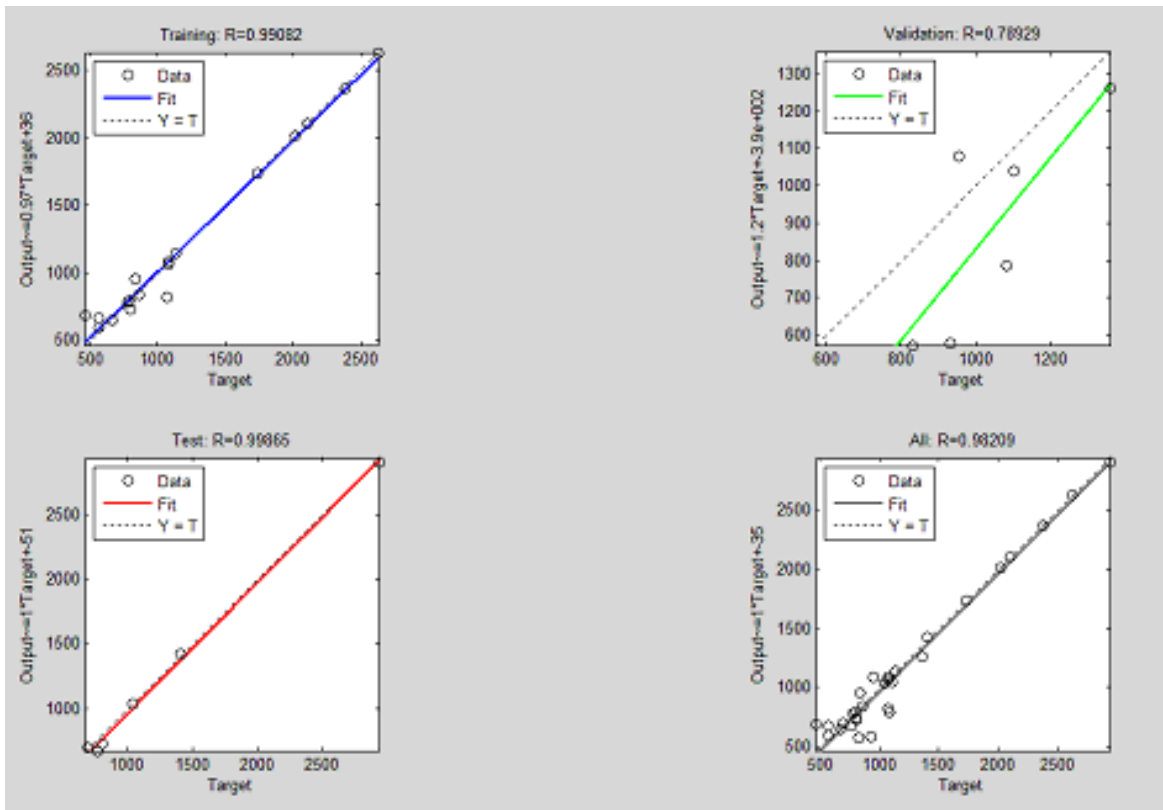 Training: R=0.99082
Output~=0.97*Target+36
2500
2000
1500
1000
500
Data
Fit
Y = T
500 1000 1500 2000 2500
Target
Validation: R=0.78929
Output~=1.2*Target+-3.9e+002
1300
1200
1100
1000
900
800
700
600
Data
Fit
Y = T
600 800 1000 1200
Target
Test: R=0.99865
Output~=1*Target+-51
2500
2000
1500
1000
Data
Fit
Y = T
1000 1500 2000 2500
Target
All: R=0.98209
Output~=1*Target+-35
2500
2000
1500
1000
500
Data
Fit
Y = T
500 1000 1500 2000 2500
Target